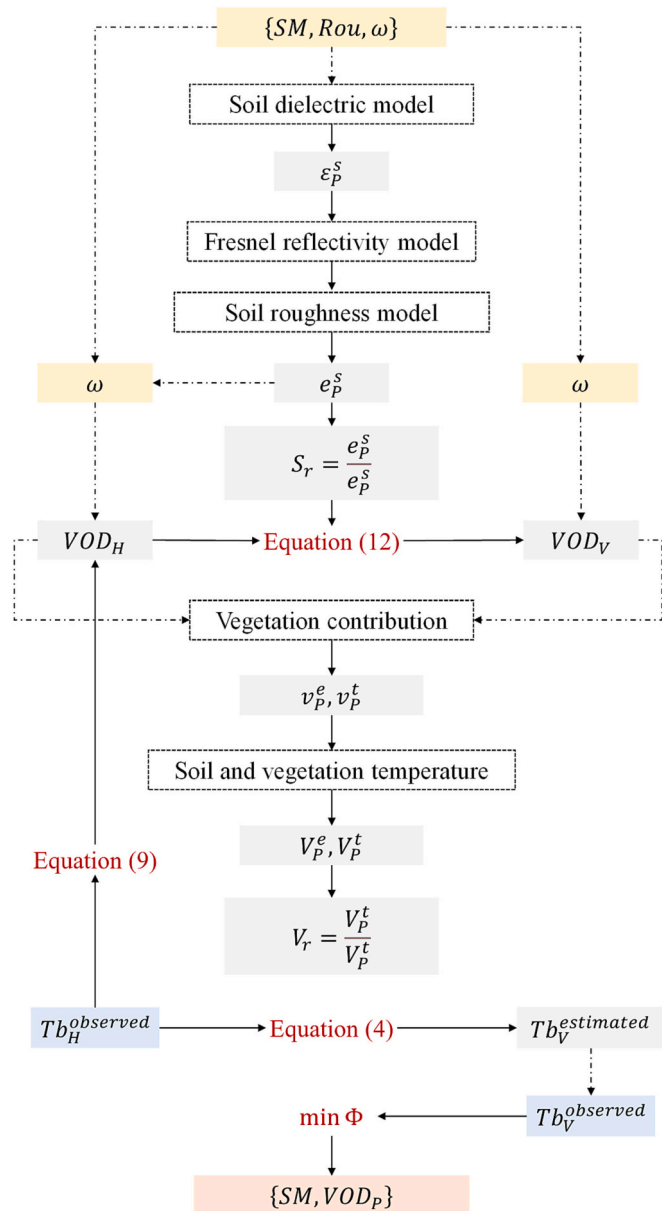 {SM, Rou, ω}
Soil dielectric model
ε_P^s
Fresnel reflectivity model
Soil roughness model
ω
e_P^s
ω
S_r = e_P^s / e_P^s
VOD_H
Equation (12)
VOD_V
Vegetation contribution
v_P^e, v_P^t
Soil and vegetation temperature
V_P^e, V_P^t
Equation (9)
V_r = V_P^t / V_P^t
Tb_H^observed
Equation (4)
Tb_V^estimated
min Φ
Tb_V^observed
{SM, VOD_P}